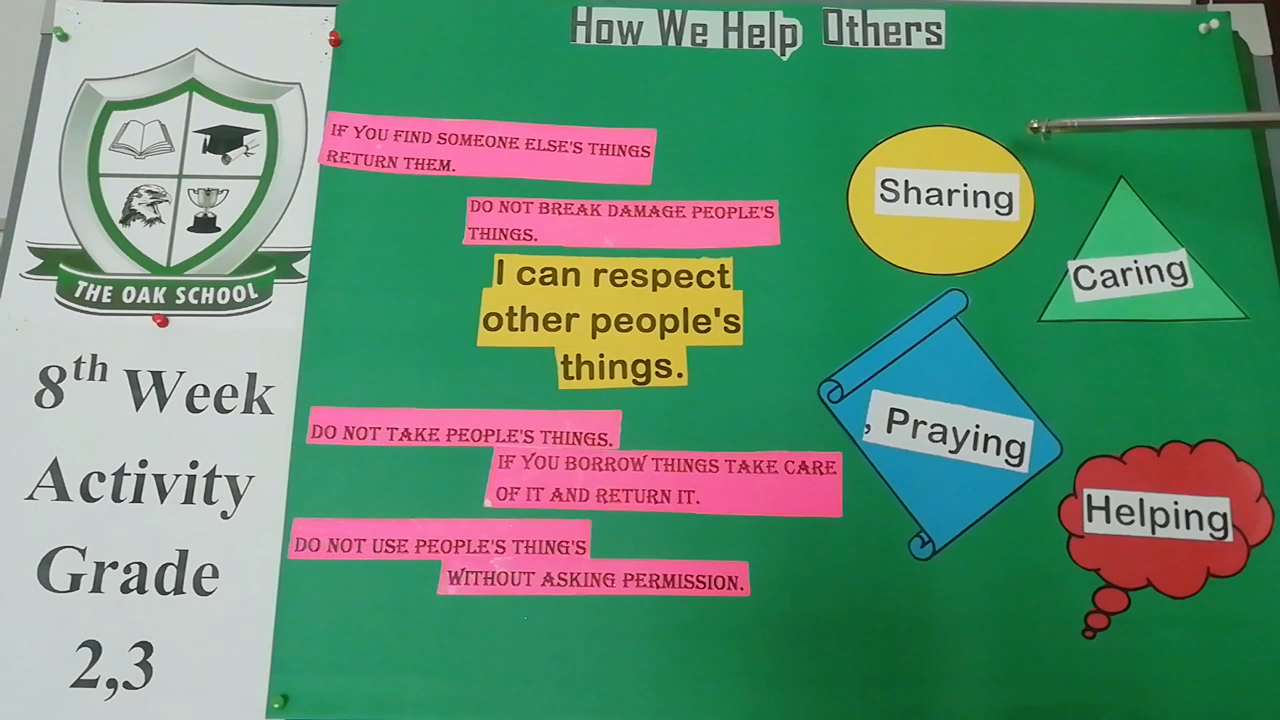 How We Help Others
IF YOU FIND SOMEONE ELSE'S THINGS
RETURN THEM.
DO NOT BREAK DAMAGE PEOPLE'S
THINGS.
I can respect
other people's
things.
DO NOT TAKE PEOPLE'S THINGS.
IF YOU BORROW THINGS TAKE CARE
OF IT AND RETURN IT.
DO NOT USE PEOPLE'S THING'S
WITHOUT ASKING PERMISSION.
Sharing
Caring
, Praying
Helping
THE OAK SCHOOL
8th Week
Activity
Grade
2,3